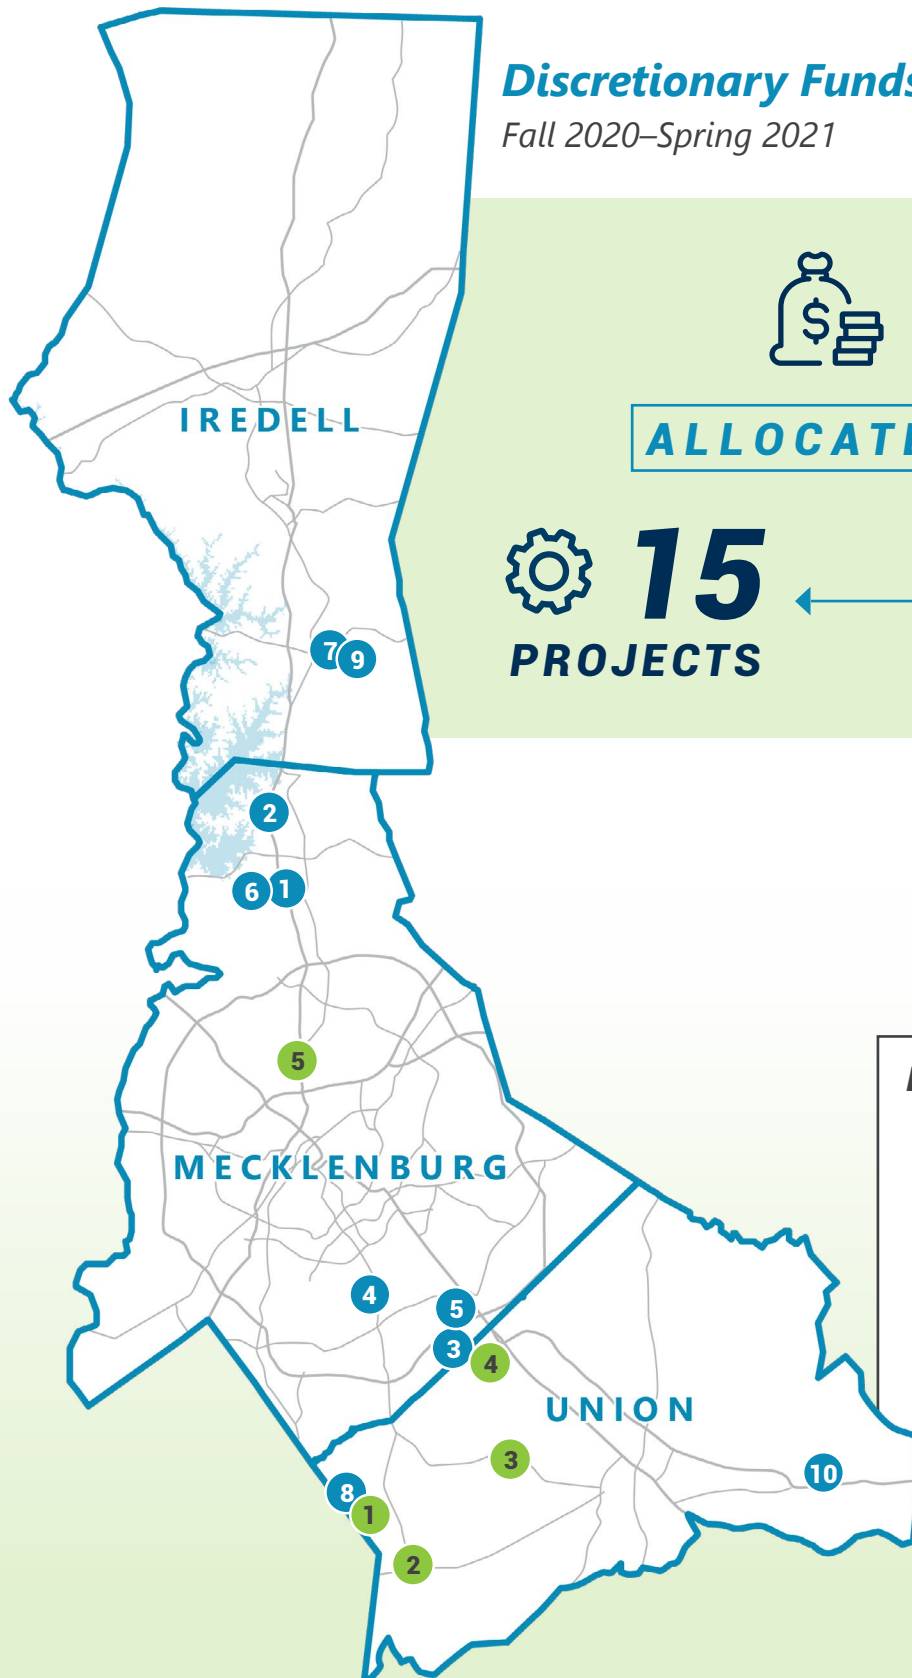 Discretionary Funds
Fall 2020–Spring 2021
$
ALLOCATE
15
PROJECTS
IREDELL
7
9
2
6
1
5
MECKLENBURG
4
5
3
4
UNION
3
10
8
1
2